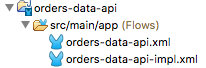 orders-data-api
src/main/app (Flows)
orders-data-api.xml
orders-data-api-impl.xml